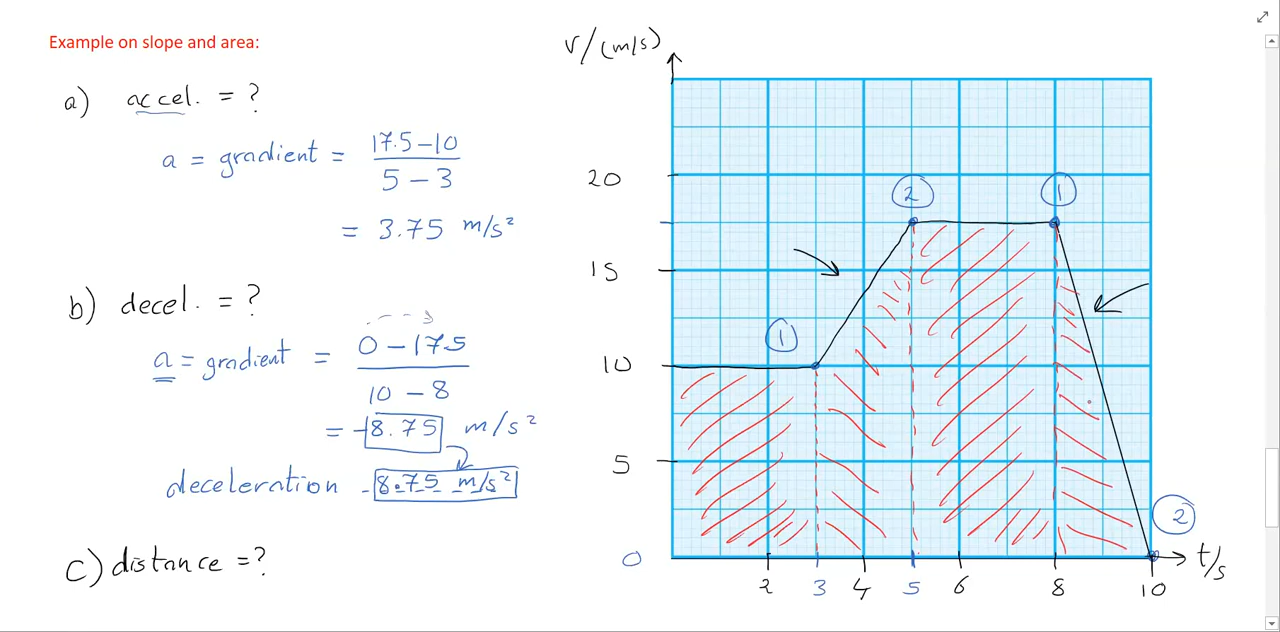 Example on slope and area:
a) accel. = ?
a = gradient = 17.5 - 10
5 - 3
= 3.75 m/s²
b) decel. = ?
a = gradient = 0 - 17.5
10 - 8
= -8.75 m/s²
deceleration 8.75 m/s²
c) distance = ?
v/(m/s)
20
15
10
5
0
1
2
1
2
2 3 4 5 6 8 10
t/s